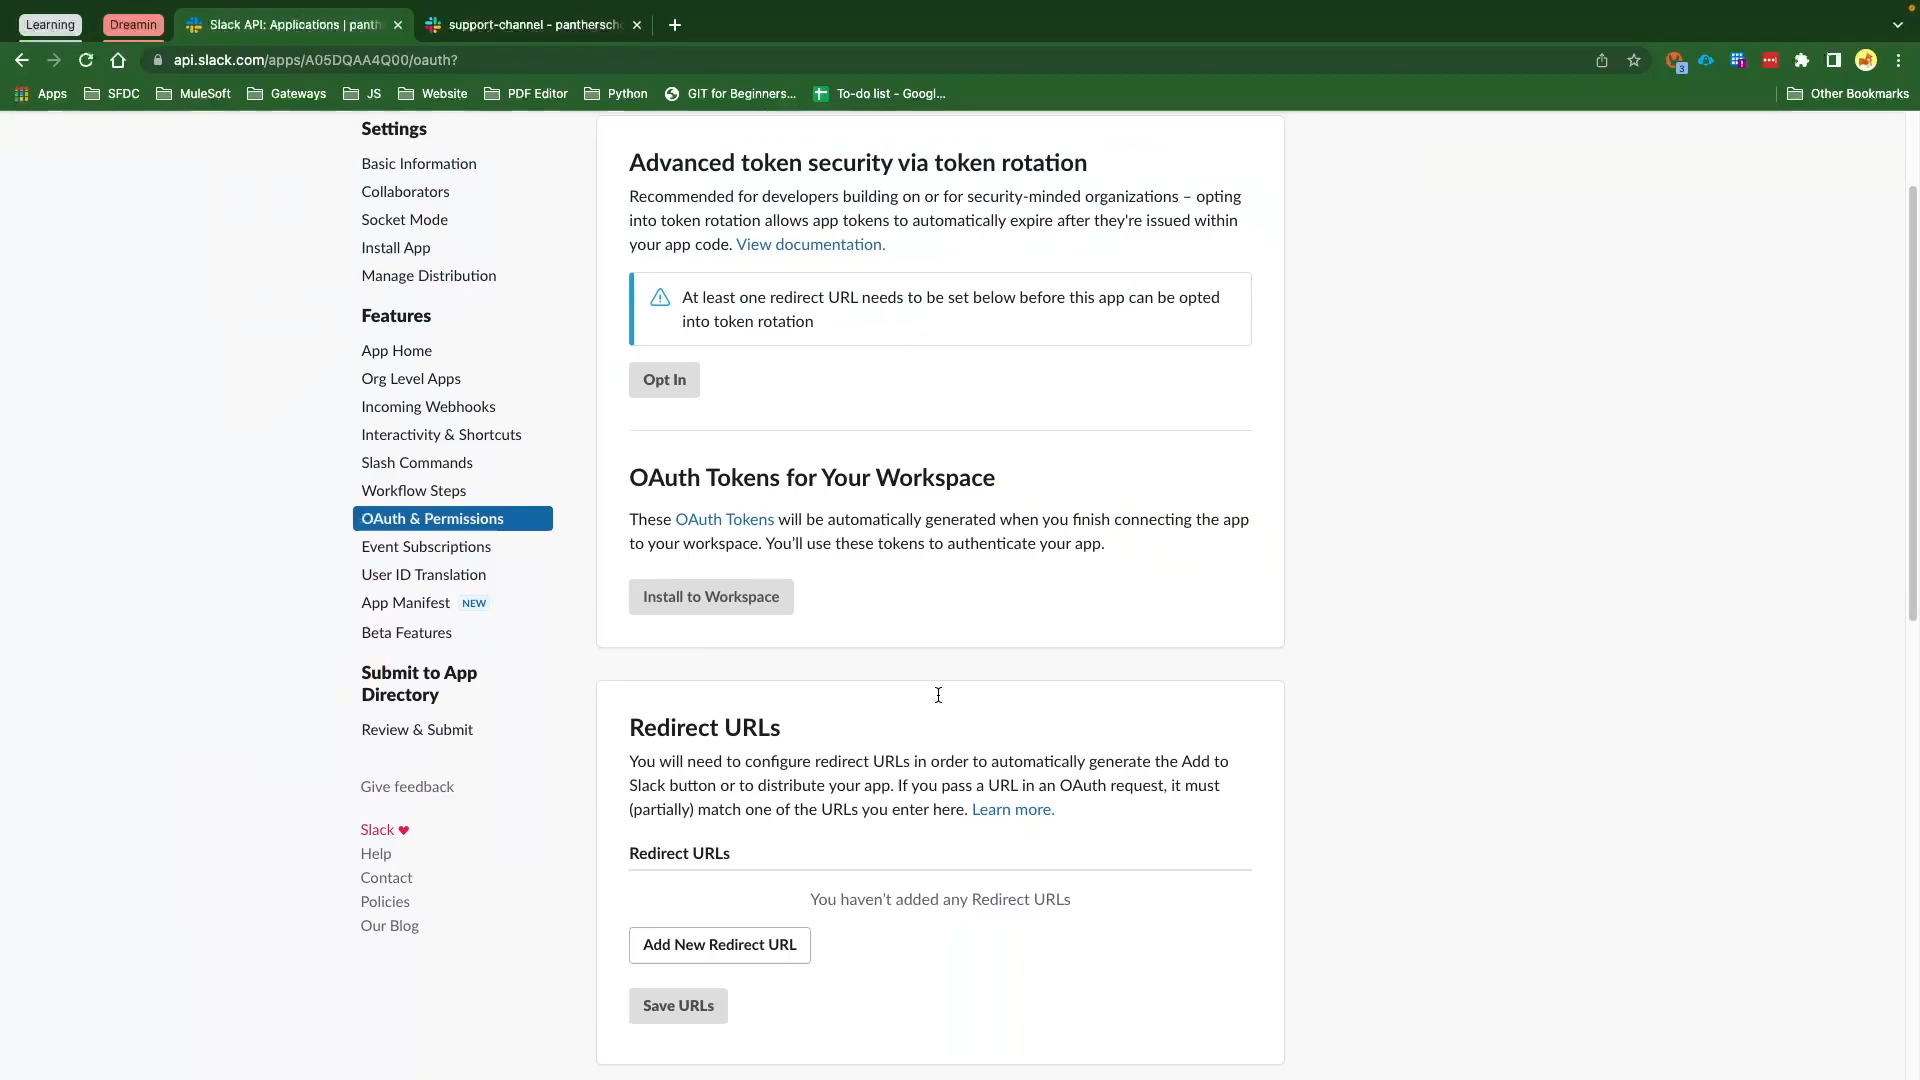 Learning
Dreamin
Slack API: Applications | panth
support-channel - panthersch
api.slack.com/apps/A05DQAA4Q00/oauth?
3
1
Apps
SFDC
MuleSoft
Gateways
JS
Website
PDF Editor
Python
GIT for Beginners...
To-do list - Googl...
Other Bookmarks
Settings
Basic Information
Collaborators
Socket Mode
Install App
Manage Distribution
Features
App Home
Org Level Apps
Incoming Webhooks
Interactivity & Shortcuts
Slash Commands
Workflow Steps
OAuth & Permissions
Event Subscriptions
User ID Translation
App Manifest NEW
Beta Features
Submit to App
Directory
Review & Submit
Give feedback
Slack ♥
Help
Contact
Policies
Our Blog
Advanced token security via token rotation
Recommended for developers building on or for security-minded organizations – opting
into token rotation allows app tokens to automatically expire after they're issued within
your app code. View documentation.
At least one redirect URL needs to be set below before this app can be opted
into token rotation
Opt In
OAuth Tokens for Your Workspace
These OAuth Tokens will be automatically generated when you finish connecting the app
to your workspace. You’ll use these tokens to authenticate your app.
Install to Workspace
Redirect URLs
You will need to configure redirect URLs in order to automatically generate the Add to
Slack button or to distribute your app. If you pass a URL in an OAuth request, it must
(partially) match one of the URLs you enter here. Learn more.
Redirect URLs
You haven’t added any Redirect URLs
Add New Redirect URL
Save URLs